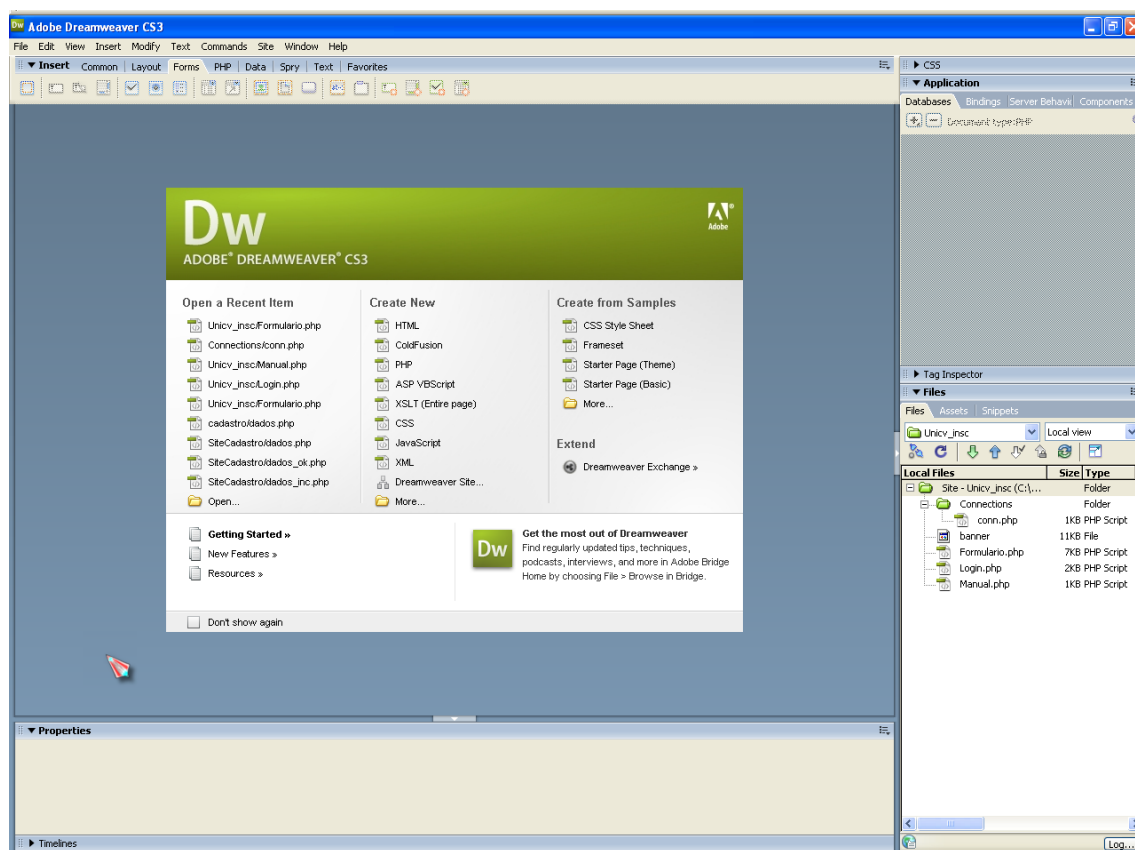 Dw Adobe Dreamweaver CS3
File Edit View Insert Modify Text Commands Site Window Help
Insert Common Layout Forms PHP Data Spry Text Favorites
CSS
Application
Databases Bindings Server Behavi Components
Document type:PHP
Dw
Adobe
ADOBE® DREAMWEAVER® CS3
Open a Recent Item
Unicv_insc/Formulario.php
Connections/conn.php
Unicv_insc/Manual.php
Unicv_insc/Login.php
Unicv_insc/Formulario.php
cadastro/dados.php
SiteCadastro/dados.php
SiteCadastro/dados_ok.php
SiteCadastro/dados_inc.php
Open...
Create New
HTML
ColdFusion
PHP
ASP VBScript
XSLT (Entire page)
CSS
JavaScript
XML
Dreamweaver Site...
More...
Create from Samples
CSS Style Sheet
Frameset
Starter Page (Theme)
Starter Page (Basic)
More...
Extend
Dreamweaver Exchange »
Getting Started »
New Features »
Resources »
Dw
Get the most out of Dreamweaver
Find regularly updated tips, techniques,
podcasts, interviews, and more in Adobe Bridge
Home by choosing File > Browse in Bridge.
Don't show again
Tag Inspector
Files
Files Assets Snippets
Unicv_insc Local view
Local Files Size Type
Site - Unicv_insc (C:\... Folder
Connections Folder
conn.php 1KB PHP Script
banner 11KB File
Formulario.php 7KB PHP Script
Login.php 2KB PHP Script
Manual.php 1KB PHP Script
Properties
Timelines
Log...